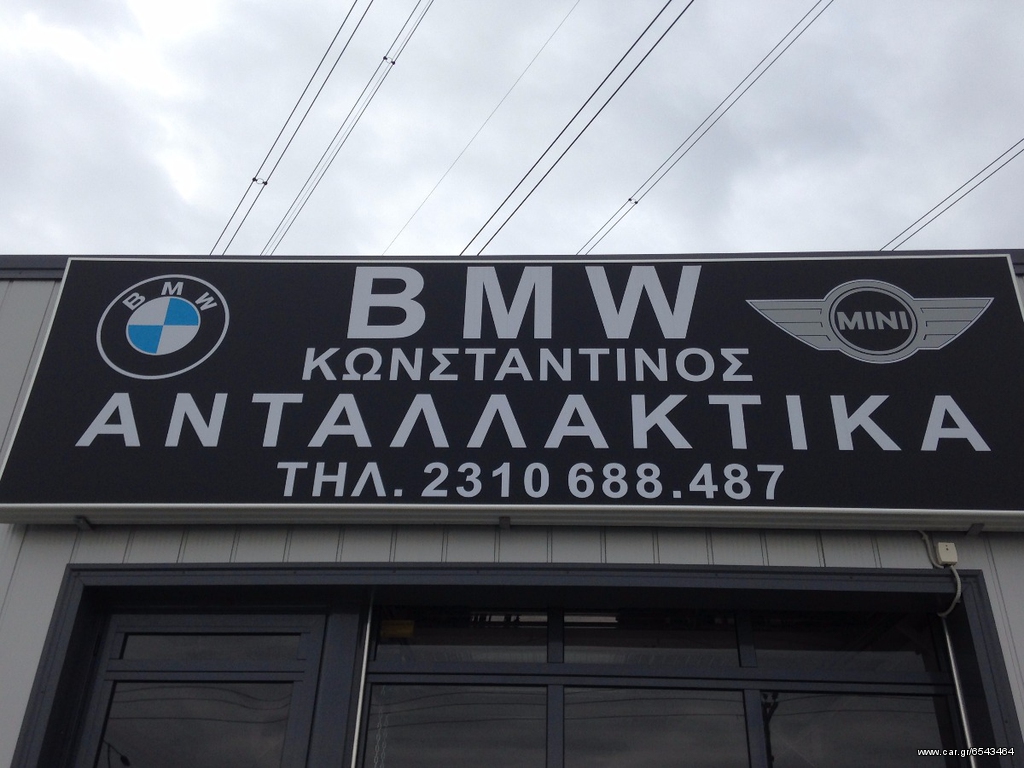 BMW
BMW
MINI
ΚΩΝΣΤΑΝΤΙΝΟΣ
ΑΝΤΑΛΛΑΚΤΙΚΑ
ΤΗΛ. 2310 688.487
www.car.gr/6543464